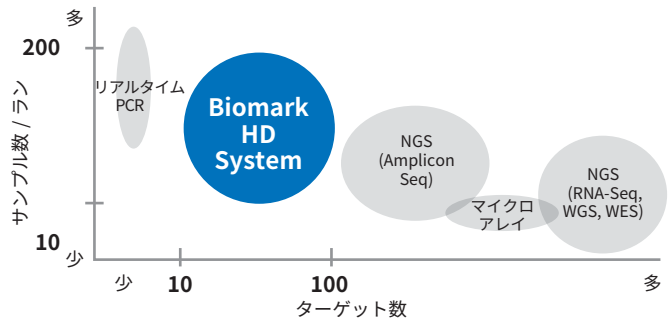 多
200
リアルタイム
PCR
Biomark
HD
System
NGS
(Amplicon
Seq)
マイクロ
アレイ
NGS
(RNA-Seq,
WGS, WES)
サンプル数 / ラン
10
少
少
10
100
多
ターゲット数